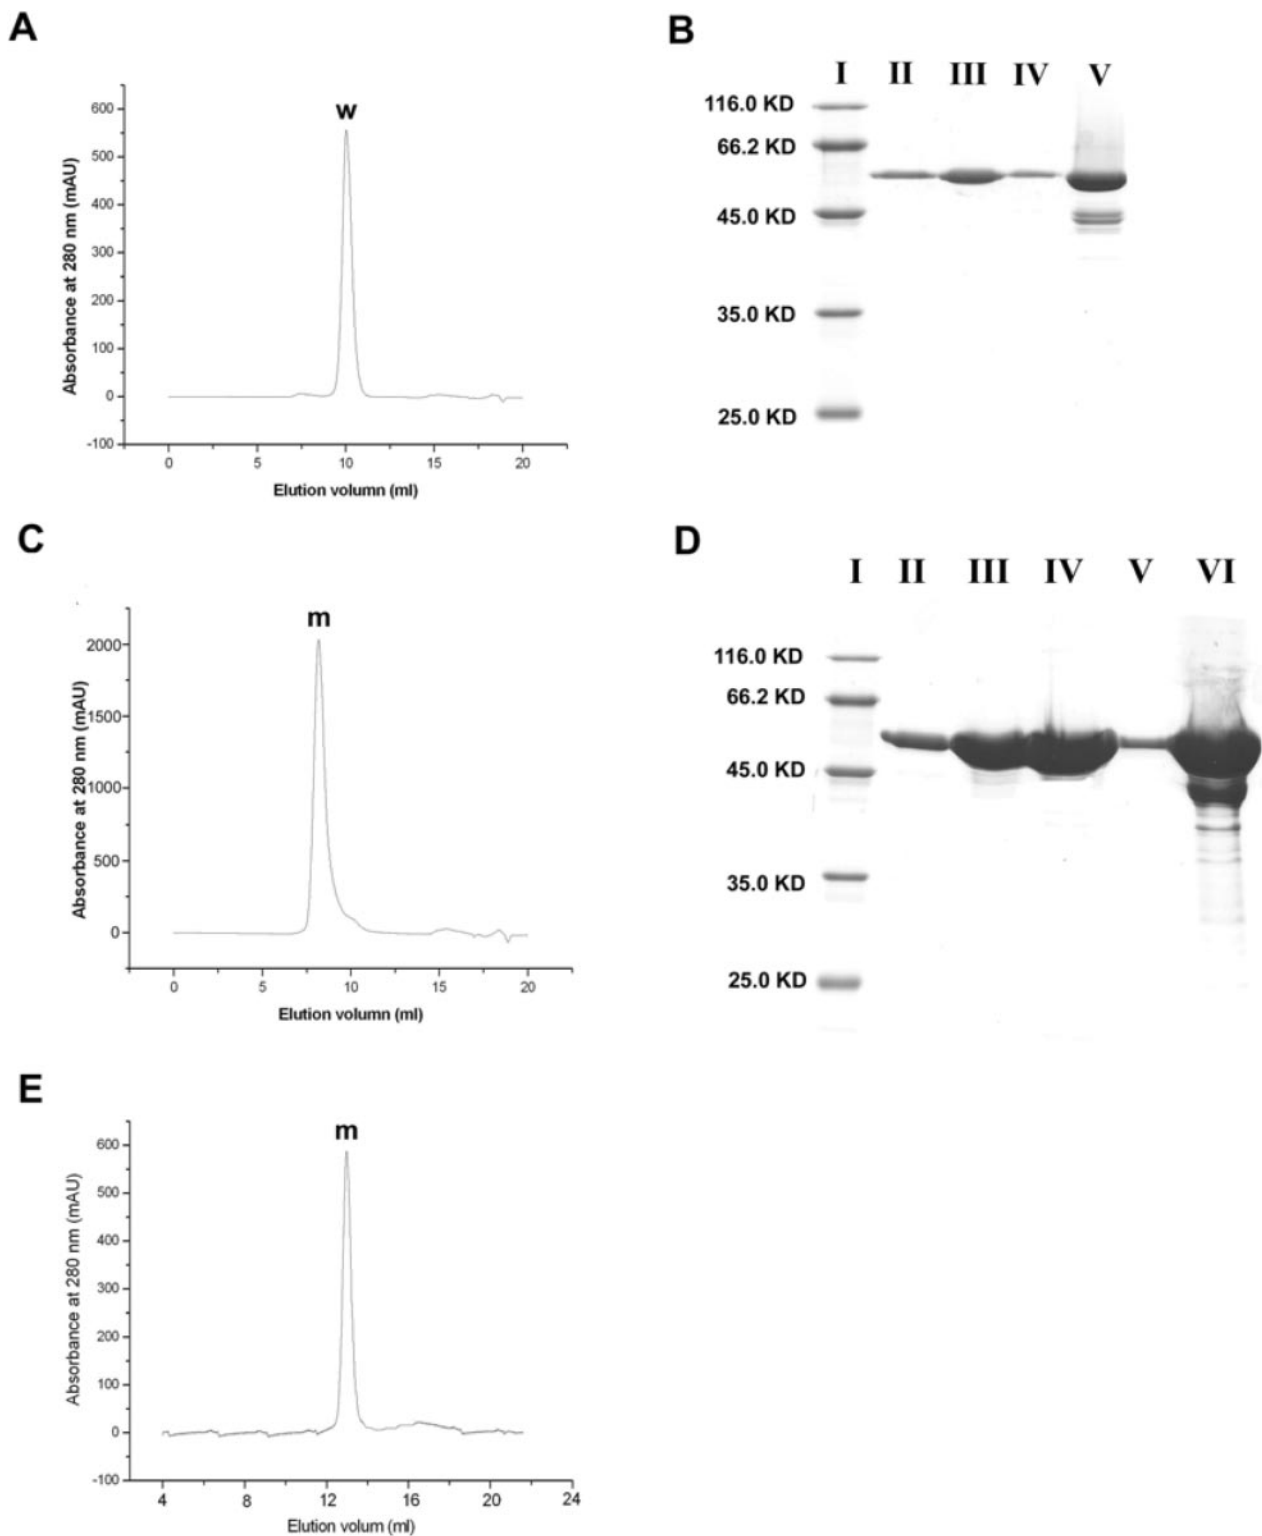 A
w
600
500
400
300
200
100
0
-100
0 5 10 15 20
Absorbance at 280 nm (mAU)
Elution volumn (ml)
B
I II III IV V
116.0 KD
66.2 KD
45.0 KD
35.0 KD
25.0 KD
C
m
2000
1500
1000
500
0
0 5 10 15 20
Absorbance at 280 nm (mAU)
Elution volumn (ml)
D
I II III IV V VI
116.0 KD
66.2 KD
45.0 KD
35.0 KD
25.0 KD
E
m
600
500
400
300
200
100
0
-100
4 8 12 16 20 24
Absorbance at 280 nm (mAU)
Elution volum (ml)